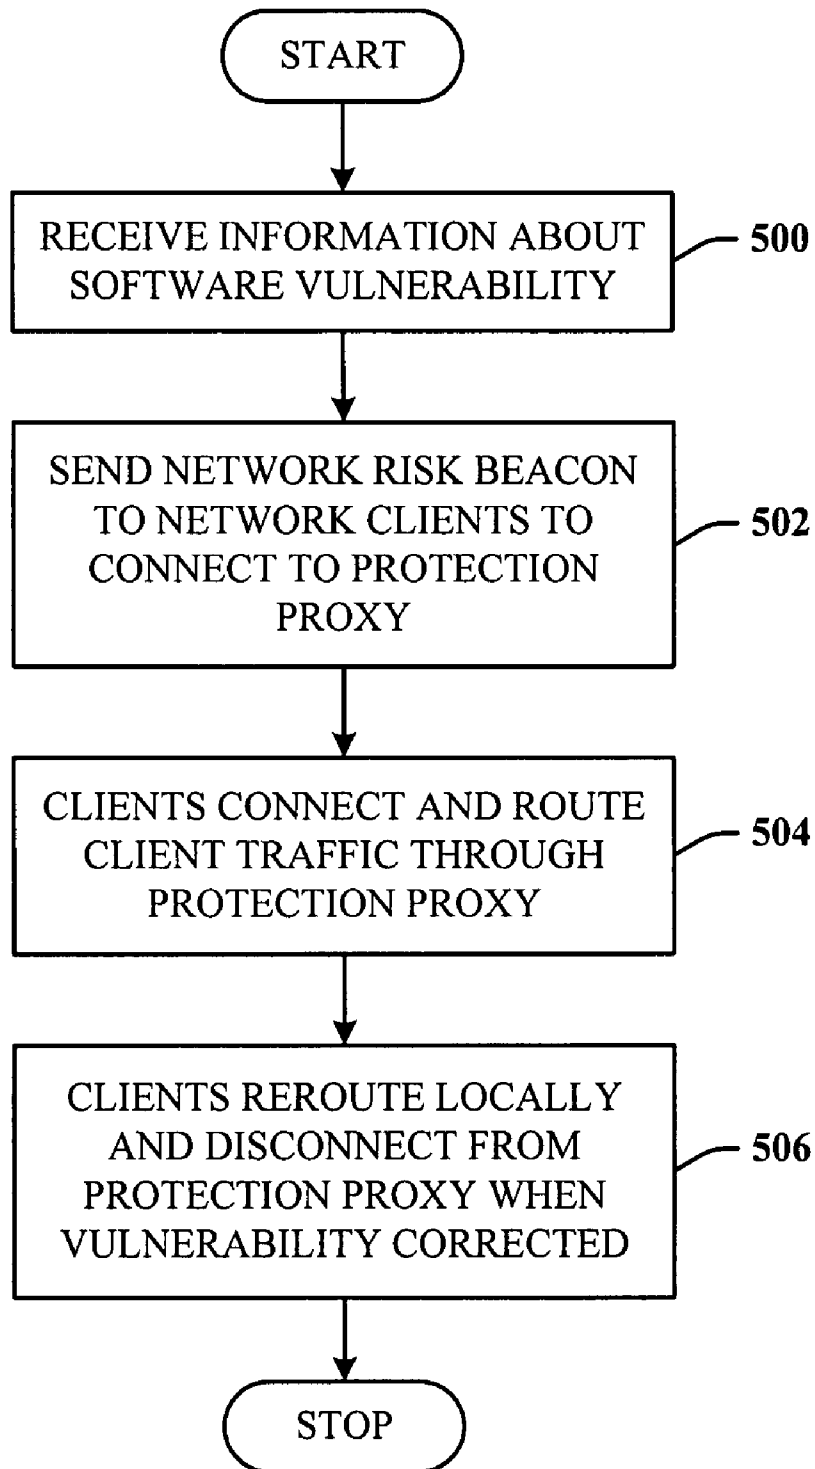 START
RECEIVE INFORMATION ABOUT
SOFTWARE VULNERABILITY
500
SEND NETWORK RISK BEACON
TO NETWORK CLIENTS TO
CONNECT TO PROTECTION
PROXY
502
CLIENTS CONNECT AND ROUTE
CLIENT TRAFFIC THROUGH
PROTECTION PROXY
504
CLIENTS REROUTE LOCALLY
AND DISCONNECT FROM
PROTECTION PROXY WHEN
VULNERABILITY CORRECTED
506
STOP